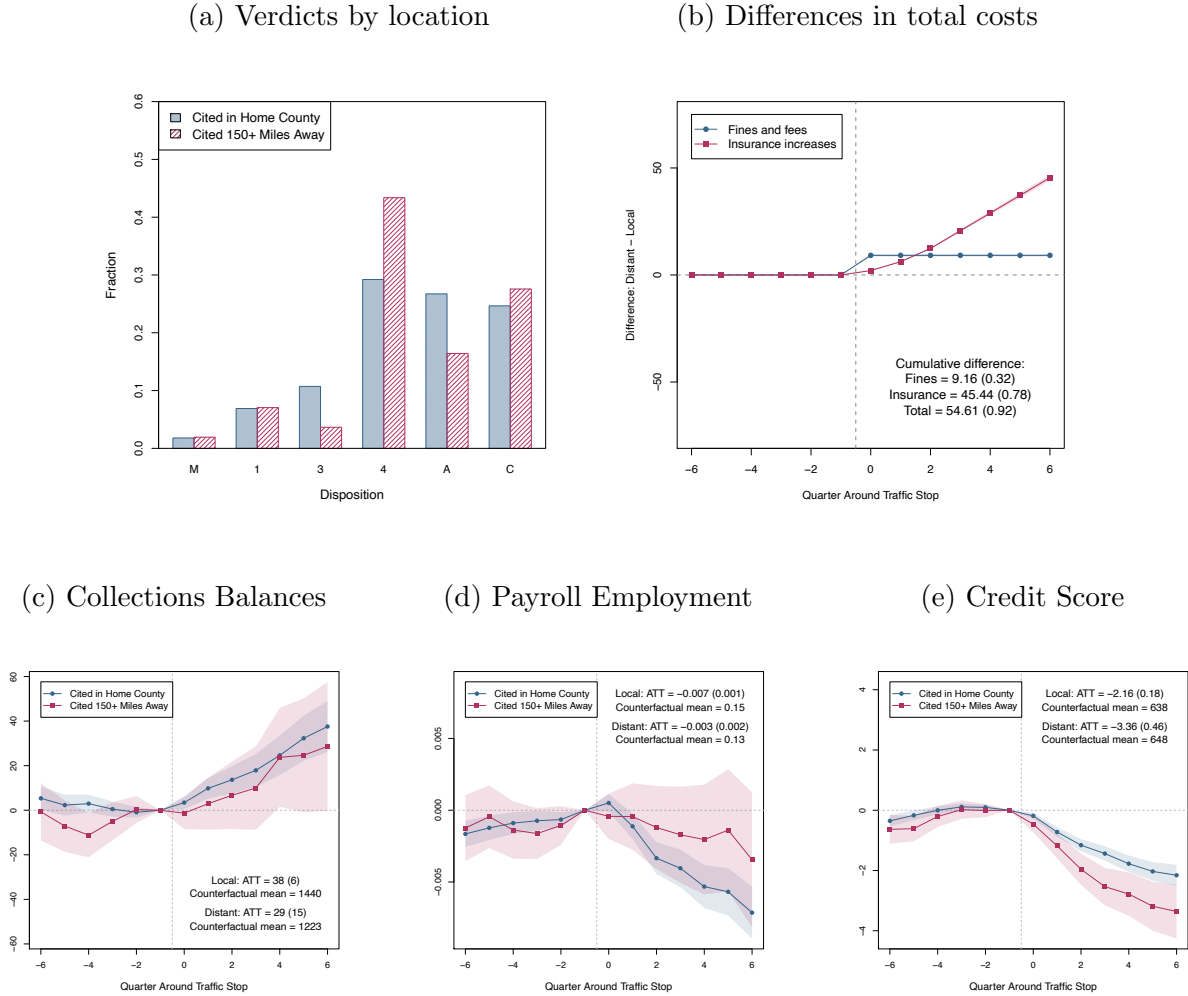 (a) Verdicts by location
Cited in Home County
Cited 150+ Miles Away
Fraction
0.6
0.5
0.4
0.3
0.2
0.1
0.0
M 1 3 4 A C
Disposition
(b) Differences in total costs
Fines and fees
Insurance increases
Difference: Distant − Local
50
0
−50
Cumulative difference:
Fines = 9.16 (0.32)
Insurance = 45.44 (0.78)
Total = 54.61 (0.92)
−6 −4 −2 0 2 4 6
Quarter Around Traffic Stop
(c) Collections Balances
Cited in Home County
Cited 150+ Miles Away
60
40
20
0
−20
−40
−60
Local: ATT = 38 (6)
Counterfactual mean = 1440
Distant: ATT = 29 (15)
Counterfactual mean = 1223
−6 −4 −2 0 2 4 6
Quarter Around Traffic Stop
(d) Payroll Employment
Cited in Home County
Cited 150+ Miles Away
Local: ATT = −0.007 (0.001)
Counterfactual mean = 0.15
Distant: ATT = −0.003 (0.002)
Counterfactual mean = 0.13
0.005
0.000
−0.005
−6 −4 −2 0 2 4 6
Quarter Around Traffic Stop
(e) Credit Score
Cited in Home County
Cited 150+ Miles Away
Local: ATT = −2.16 (0.18)
Counterfactual mean = 638
Distant: ATT = −3.36 (0.46)
Counterfactual mean = 648
4
2
0
−2
−4
−6 −4 −2 0 2 4 6
Quarter Around Traffic Stop